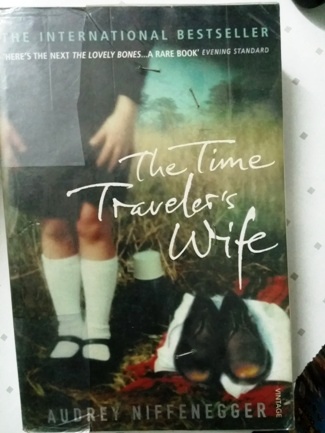 THE INTERNATIONAL BESTSELLER
HERE'S THE NEXT THE LOVELY BONES...A RARE BOOK' EVENING STANDARD
The Time
Traveler's
Wife
VINTAGE
AUDREY NIFFENEGGER